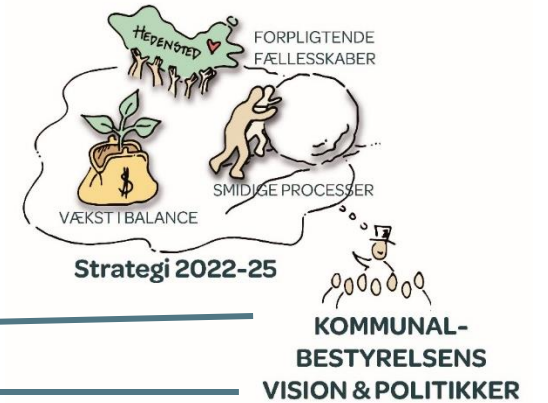 HEDENSTED
FORPLIGTENDE
FÆLLESSKABER
$
SMIDIGE PROCESSER
VÆKST I BALANCE
Strategi 2022-25
KOMMUNAL-
BESTYRELSENS
VISION & POLITIKKER